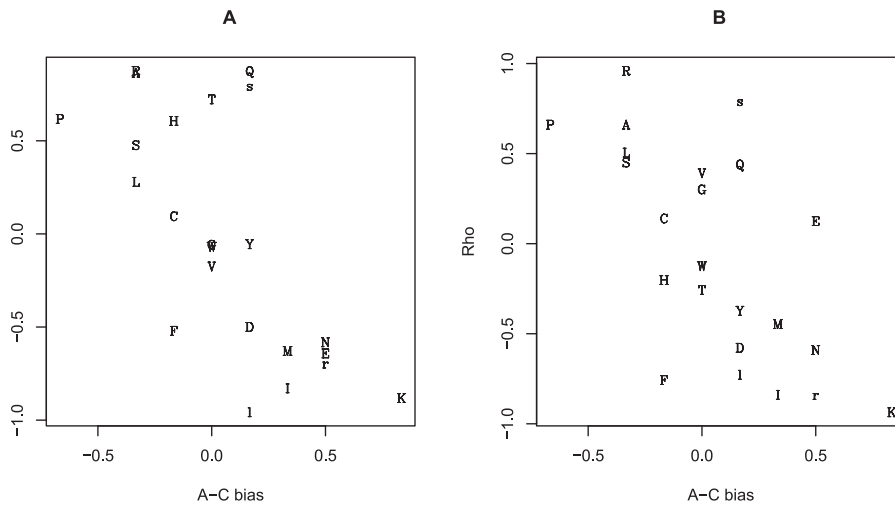 A
B
R A Q
s
T
P H
S
L
C
G W Y
V
F D
M N
E
r
I
K
l
0.5
0.0
−0.5
−1.0
−0.5 0.0 0.5
A−C bias
R
s
P A
L
S
Q
V
G
C E
H
W
T
Y
M
D N
F l
I r
K
1.0
0.5
0.0
−0.5
−1.0
Rho
−0.5 0.0 0.5
A−C bias